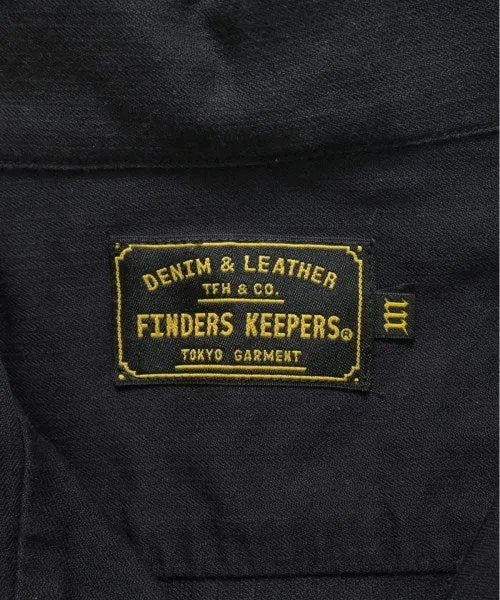 DENIM & LEATHER
TFH & CO.
FINDERS KEEPERS®
TOKYO GARMENT
M